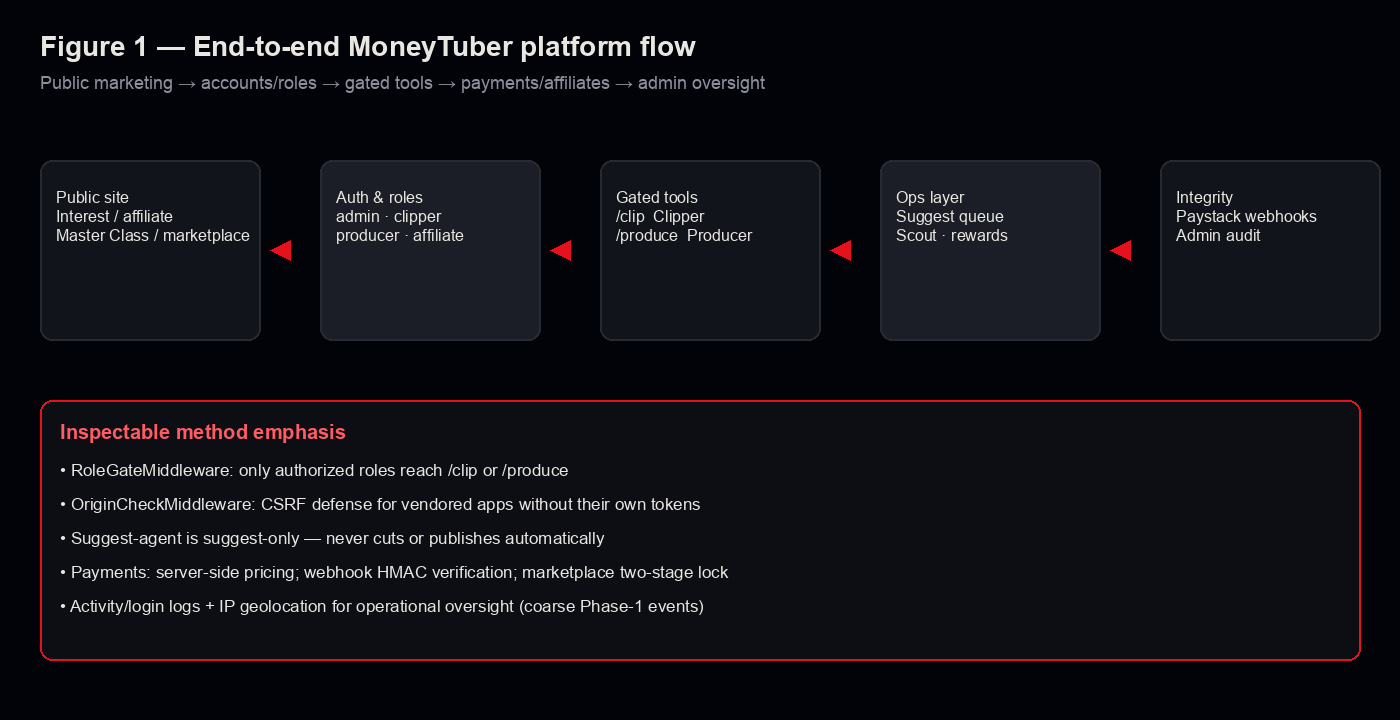 Figure 1 — End-to-end MoneyTuber platform flow
Public marketing → accounts/roles → gated tools → payments/affiliates → admin oversight
Public site
Interest / affiliate
Master Class / marketplace
Auth & roles
admin · clipper
producer · affiliate
Gated tools
/clip  Clipper
/produce  Producer
Ops layer
Suggest queue
Scout · rewards
Integrity
Paystack webhooks
Admin audit
Inspectable method emphasis
• RoleGateMiddleware: only authorized roles reach /clip or /produce
• OriginCheckMiddleware: CSRF defense for vendored apps without their own tokens
• Suggest-agent is suggest-only — never cuts or publishes automatically
• Payments: server-side pricing; webhook HMAC verification; marketplace two-stage lock
• Activity/login logs + IP geolocation for operational oversight (coarse Phase-1 events)